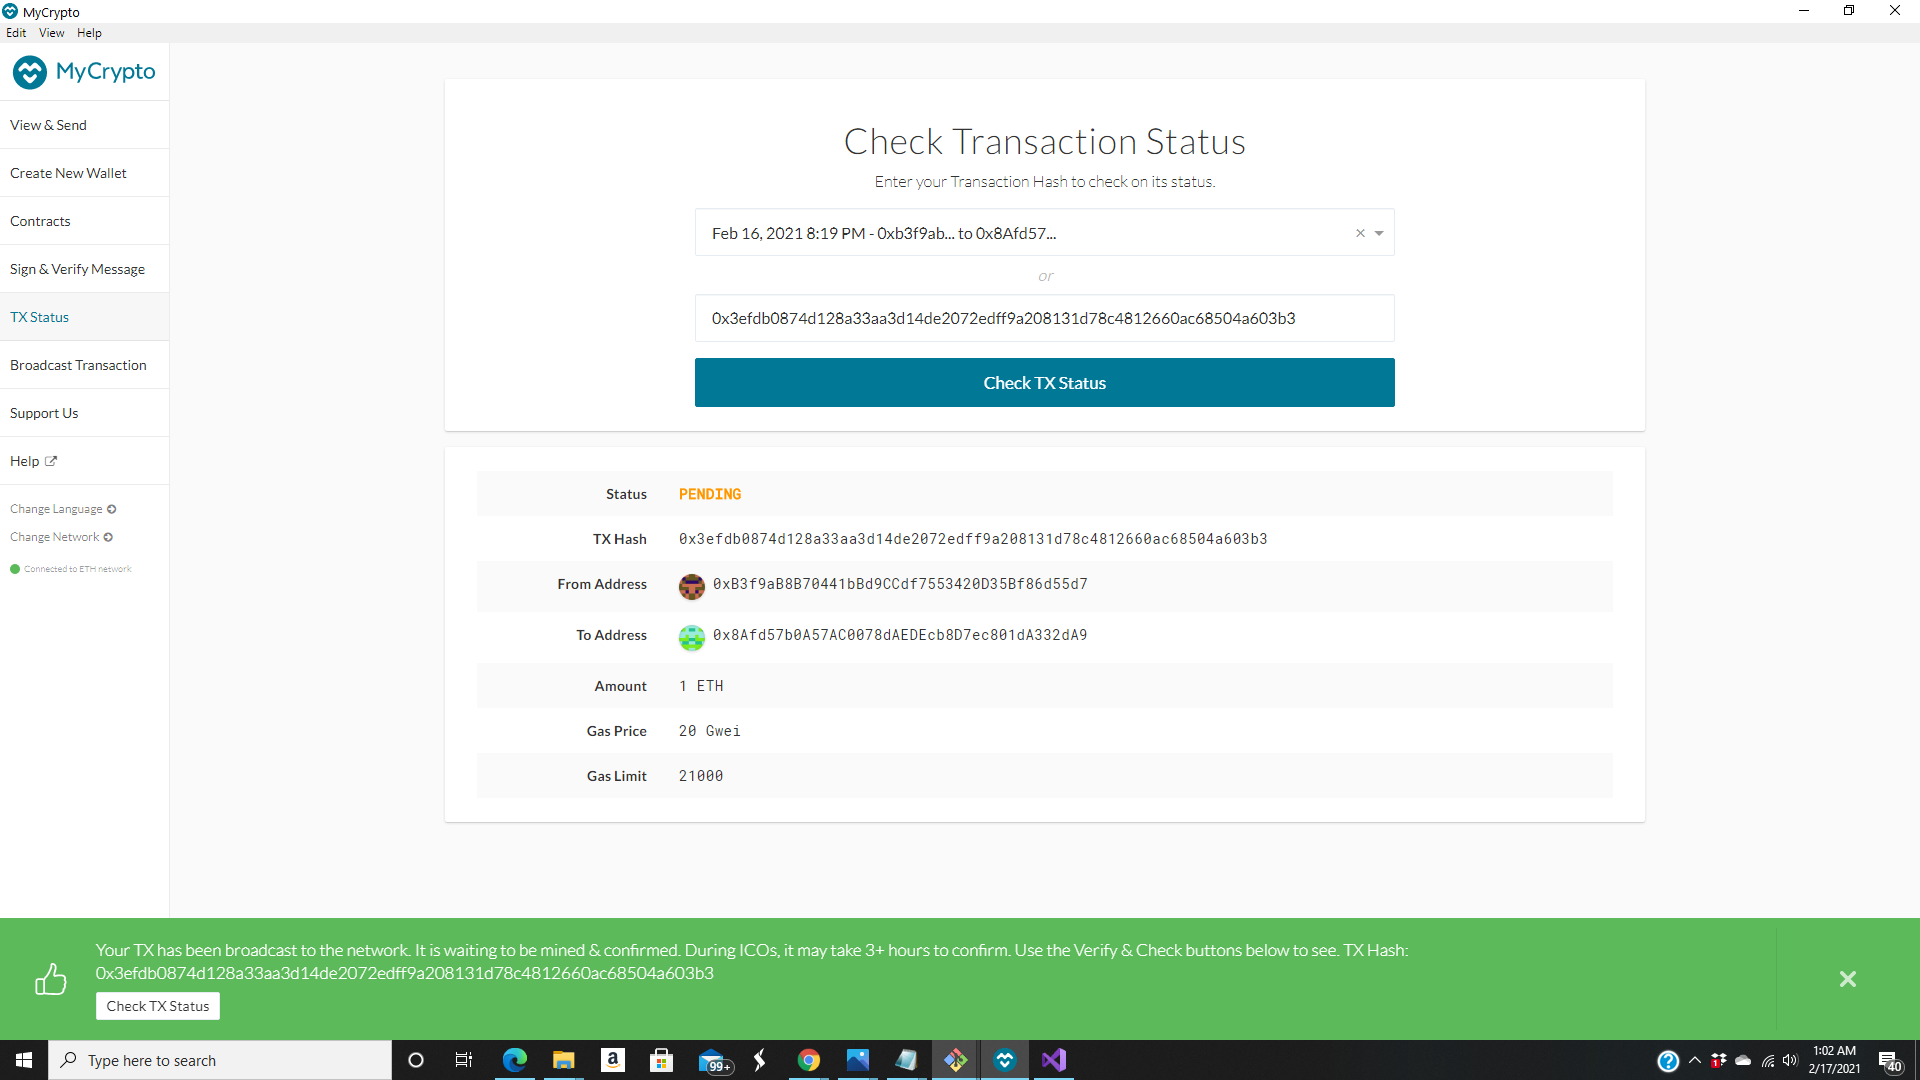 MyCrypto
Edit View Help
MyCrypto
View & Send
Create New Wallet
Contracts
Sign & Verify Message
TX Status
Broadcast Transaction
Support Us
Help
Change Language
Change Network
Connected to ETH network
Check Transaction Status
Enter your Transaction Hash to check on its status.
Feb 16, 2021 8:19 PM - 0xb3f9ab... to 0x8Afd57...
or
0x3efdb0874d128a33aa3d14de2072edff9a208131d78c4812660ac68504a603b3
Check TX Status
Status PENDING
TX Hash 0x3efdb0874d128a33aa3d14de2072edff9a208131d78c4812660ac68504a603b3
From Address 0xB3f9aB8B70441bBd9CCdf7553420D35Bf86d55d7
To Address 0x8Afd57b0A57AC0078dAEDEcb8D7ec801dA332dA9
Amount 1 ETH
Gas Price 20 Gwei
Gas Limit 21000
Your TX has been broadcast to the network. It is waiting to be mined & confirmed. During ICOs, it may take 3+ hours to confirm. Use the Verify & Check buttons below to see. TX Hash:
0x3efdb0874d128a33aa3d14de2072edff9a208131d78c4812660ac68504a603b3
Check TX Status
Type here to search
a
99+
1
1:02 AM
2/17/2021
40